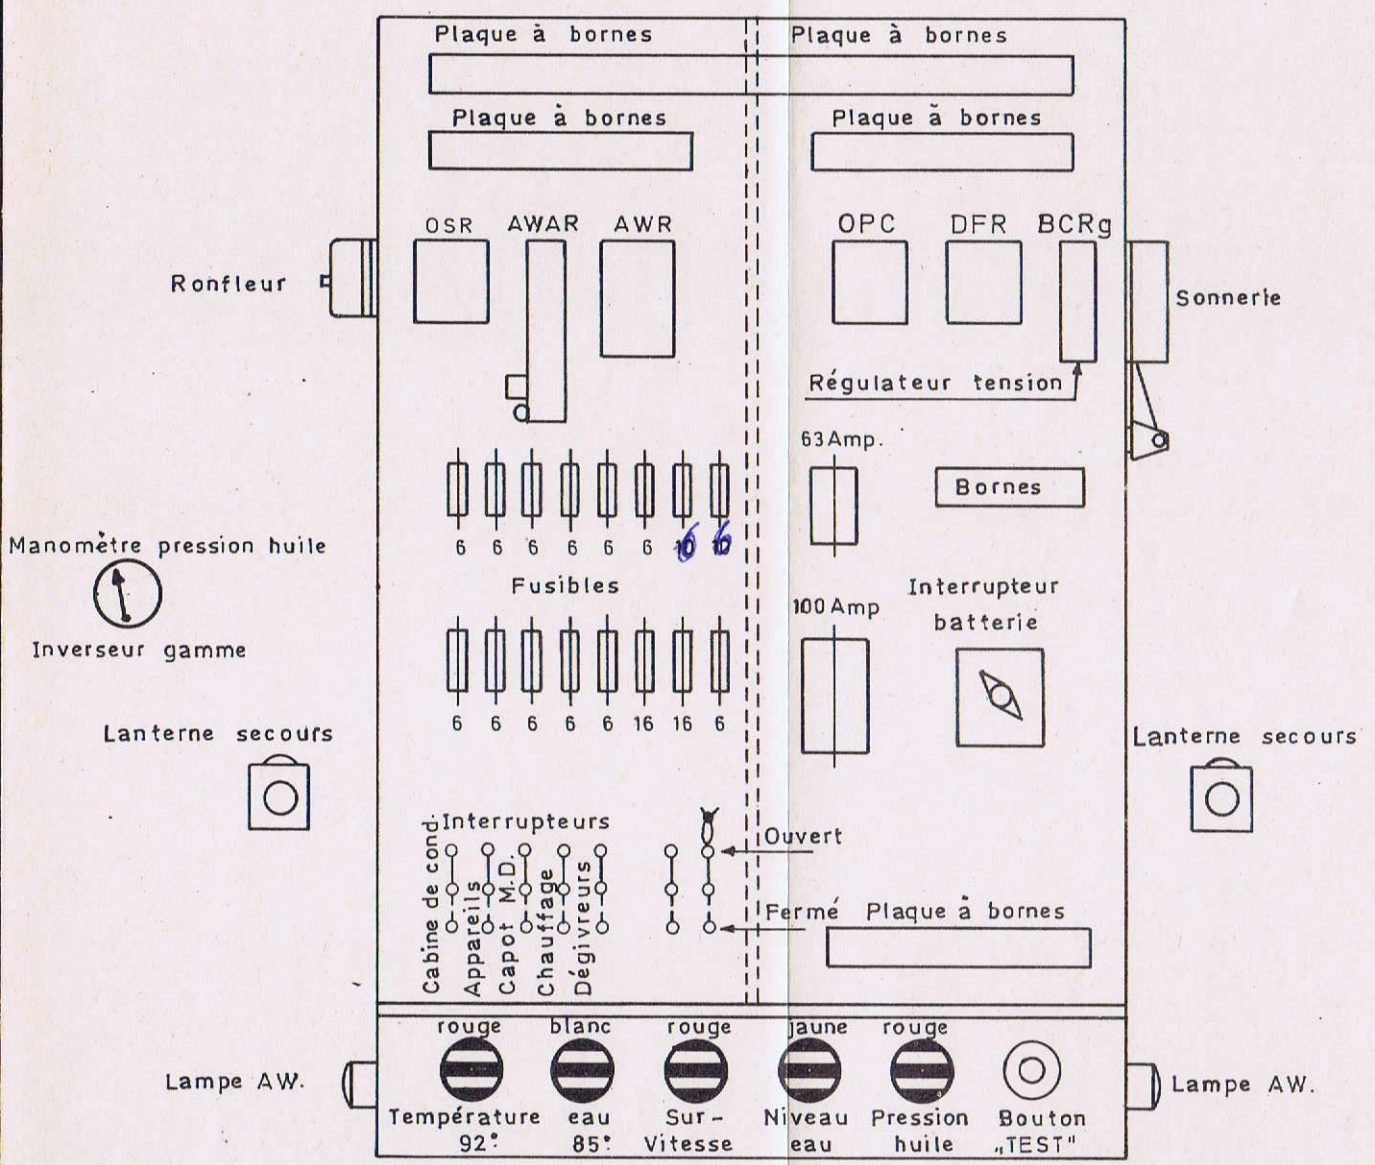 Plaque à bornes
Plaque à bornes
Plaque à bornes
Plaque à bornes
OSR
AWAR
AWR
OPC
DFR
BCRg
Ronfleur
Sonnerie
Régulateur tension
63 Amp.
Bornes
Manomètre pression huile
6 6 6 6 6 6 6 6
Fusibles
Interrupteur
batterie
100 Amp
Inverseur gamme
6 6 6 6 6 16 16 6
Lanterne secours
Lanterne secours
Interrupteurs
Cabine de cond.
Appareils
Capot M.D.
Chauffage
Dégivreurs
Ouvert
Fermé
Plaque à bornes
rouge
blanc
rouge
jaune
rouge
Lampe AW.
Lampe AW.
Température eau
92° 85°
Sur-
Vitesse
Niveau
eau
Pression
huile
Bouton
„TEST"